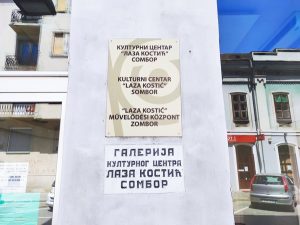 КУЛТУРНИ ЦЕНТАР
"ЛАЗА КОСТИЋ"
СОМБОР
KULTURNI CENTAR
"LAZA KOSTIĆ"
SOMBOR
"LAZA KOSTIĆ"
MŰVELŐDÉSI KÖZPONT
ZOMBOR
ГАЛЕРИЈА
КУЛТУРНОГ ЦЕНТРА
ЛАЗА КОСТИЋ
СОМБОР